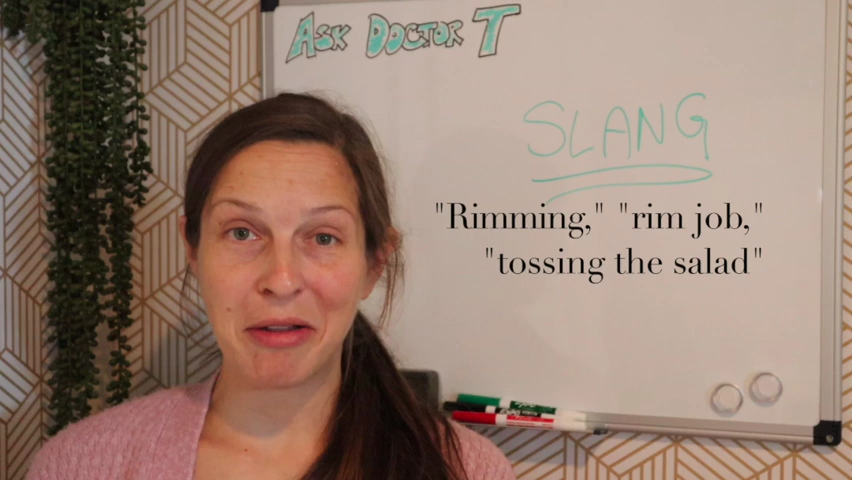 ASK DOCTOR T
SLANG
"Rimming," "rim job,"
"tossing the salad"